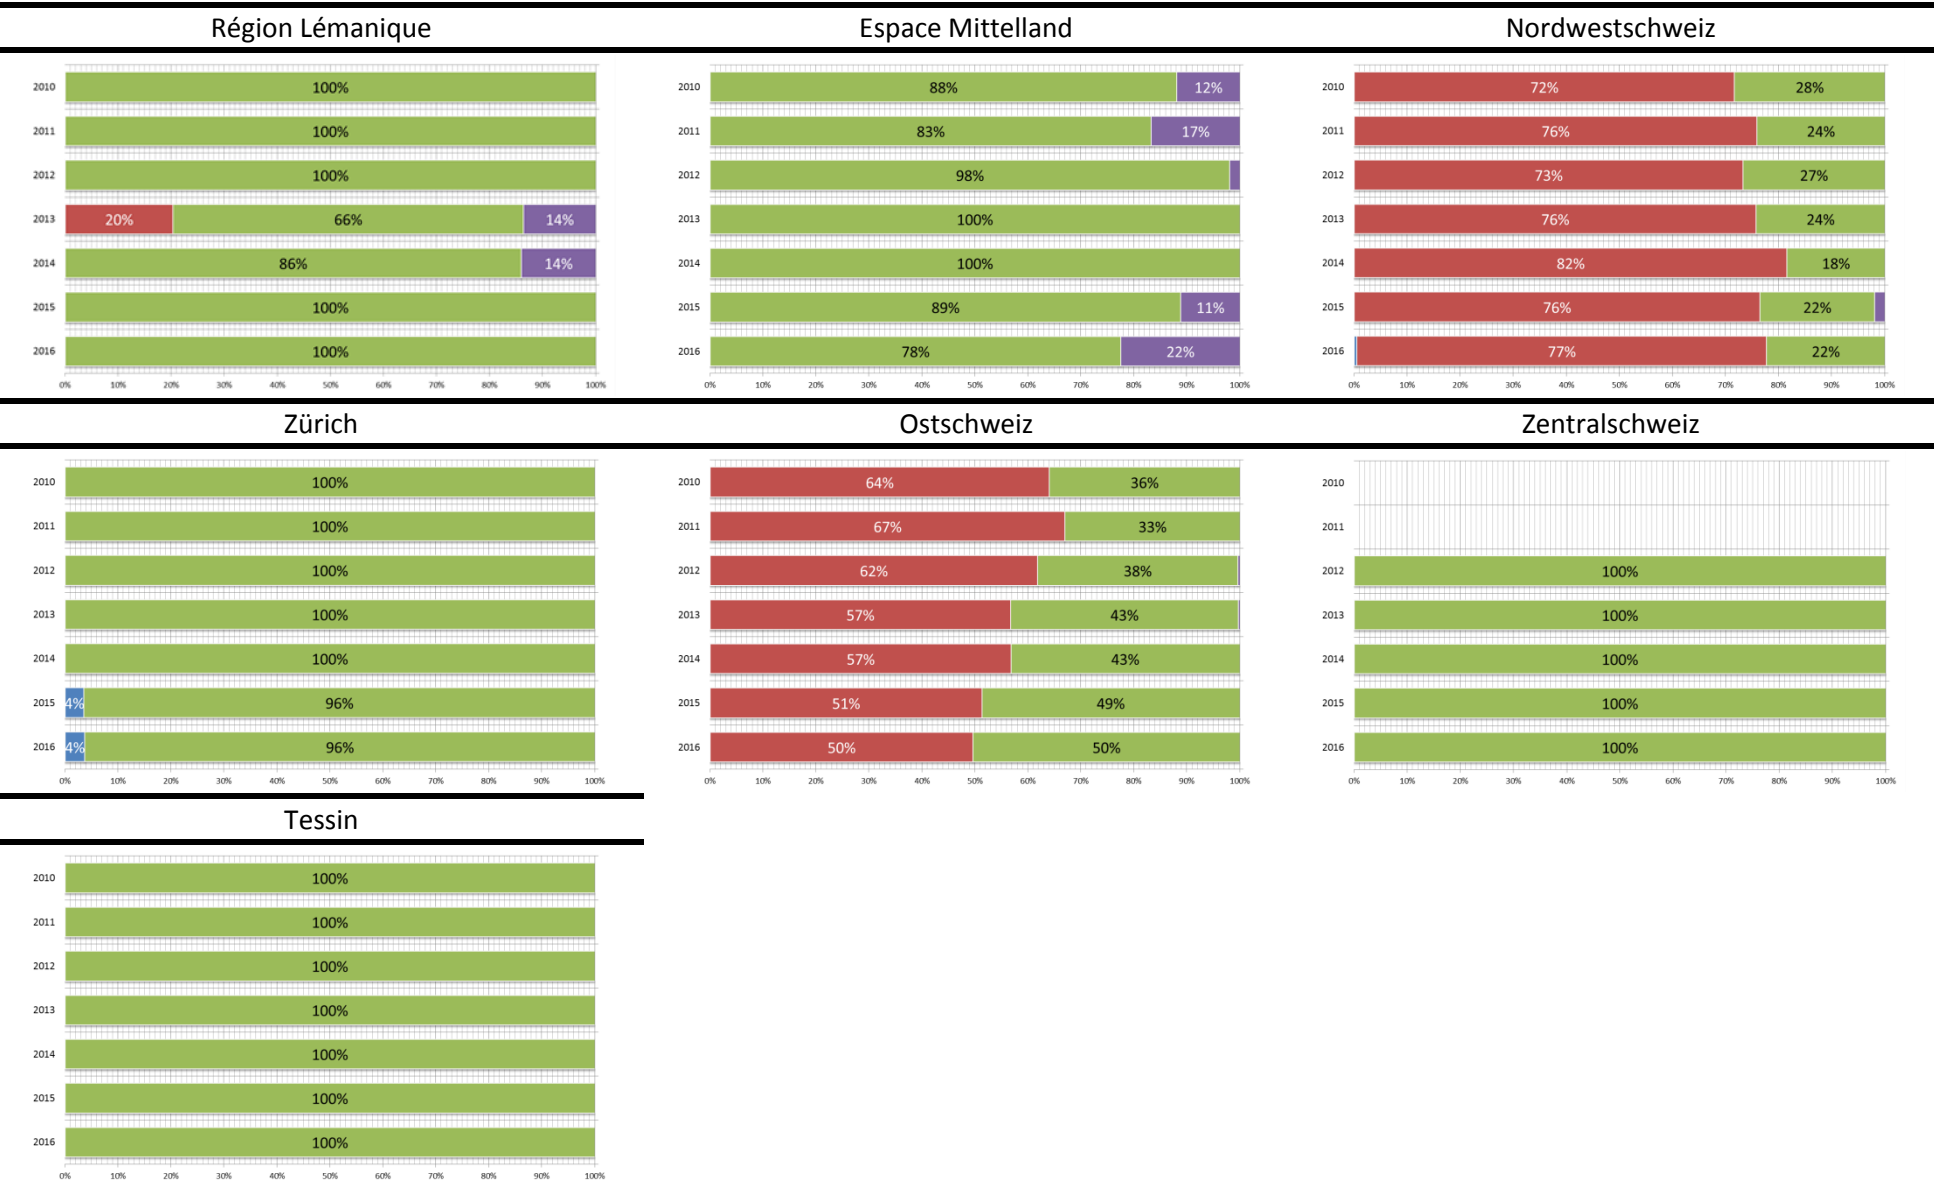 Région Lémanique
Espace Mittelland
Nordwestschweiz
2010 100%
2011 100%
2012 100%
2013 20% 66% 14%
2014 86% 14%
2015 100%
2016 100%
0% 10% 20% 30% 40% 50% 60% 70% 80% 90% 100%
2010 88% 12%
2011 83% 17%
2012 98%
2013 100%
2014 100%
2015 89% 11%
2016 78% 22%
0% 10% 20% 30% 40% 50% 60% 70% 80% 90% 100%
2010 72% 28%
2011 76% 24%
2012 73% 27%
2013 76% 24%
2014 82% 18%
2015 76% 22%
2016 77% 22%
0% 10% 20% 30% 40% 50% 60% 70% 80% 90% 100%
Zürich
Ostschweiz
Zentralschweiz
2010 100%
2011 100%
2012 100%
2013 100%
2014 100%
2015 4% 96%
2016 4% 96%
0% 10% 20% 30% 40% 50% 60% 70% 80% 90% 100%
2010 64% 36%
2011 67% 33%
2012 62% 38%
2013 57% 43%
2014 57% 43%
2015 51% 49%
2016 50% 50%
0% 10% 20% 30% 40% 50% 60% 70% 80% 90% 100%
2010
2011
2012 100%
2013 100%
2014 100%
2015 100%
2016 100%
0% 10% 20% 30% 40% 50% 60% 70% 80% 90% 100%
Tessin
2010 100%
2011 100%
2012 100%
2013 100%
2014 100%
2015 100%
2016 100%
0% 10% 20% 30% 40% 50% 60% 70% 80% 90% 100%